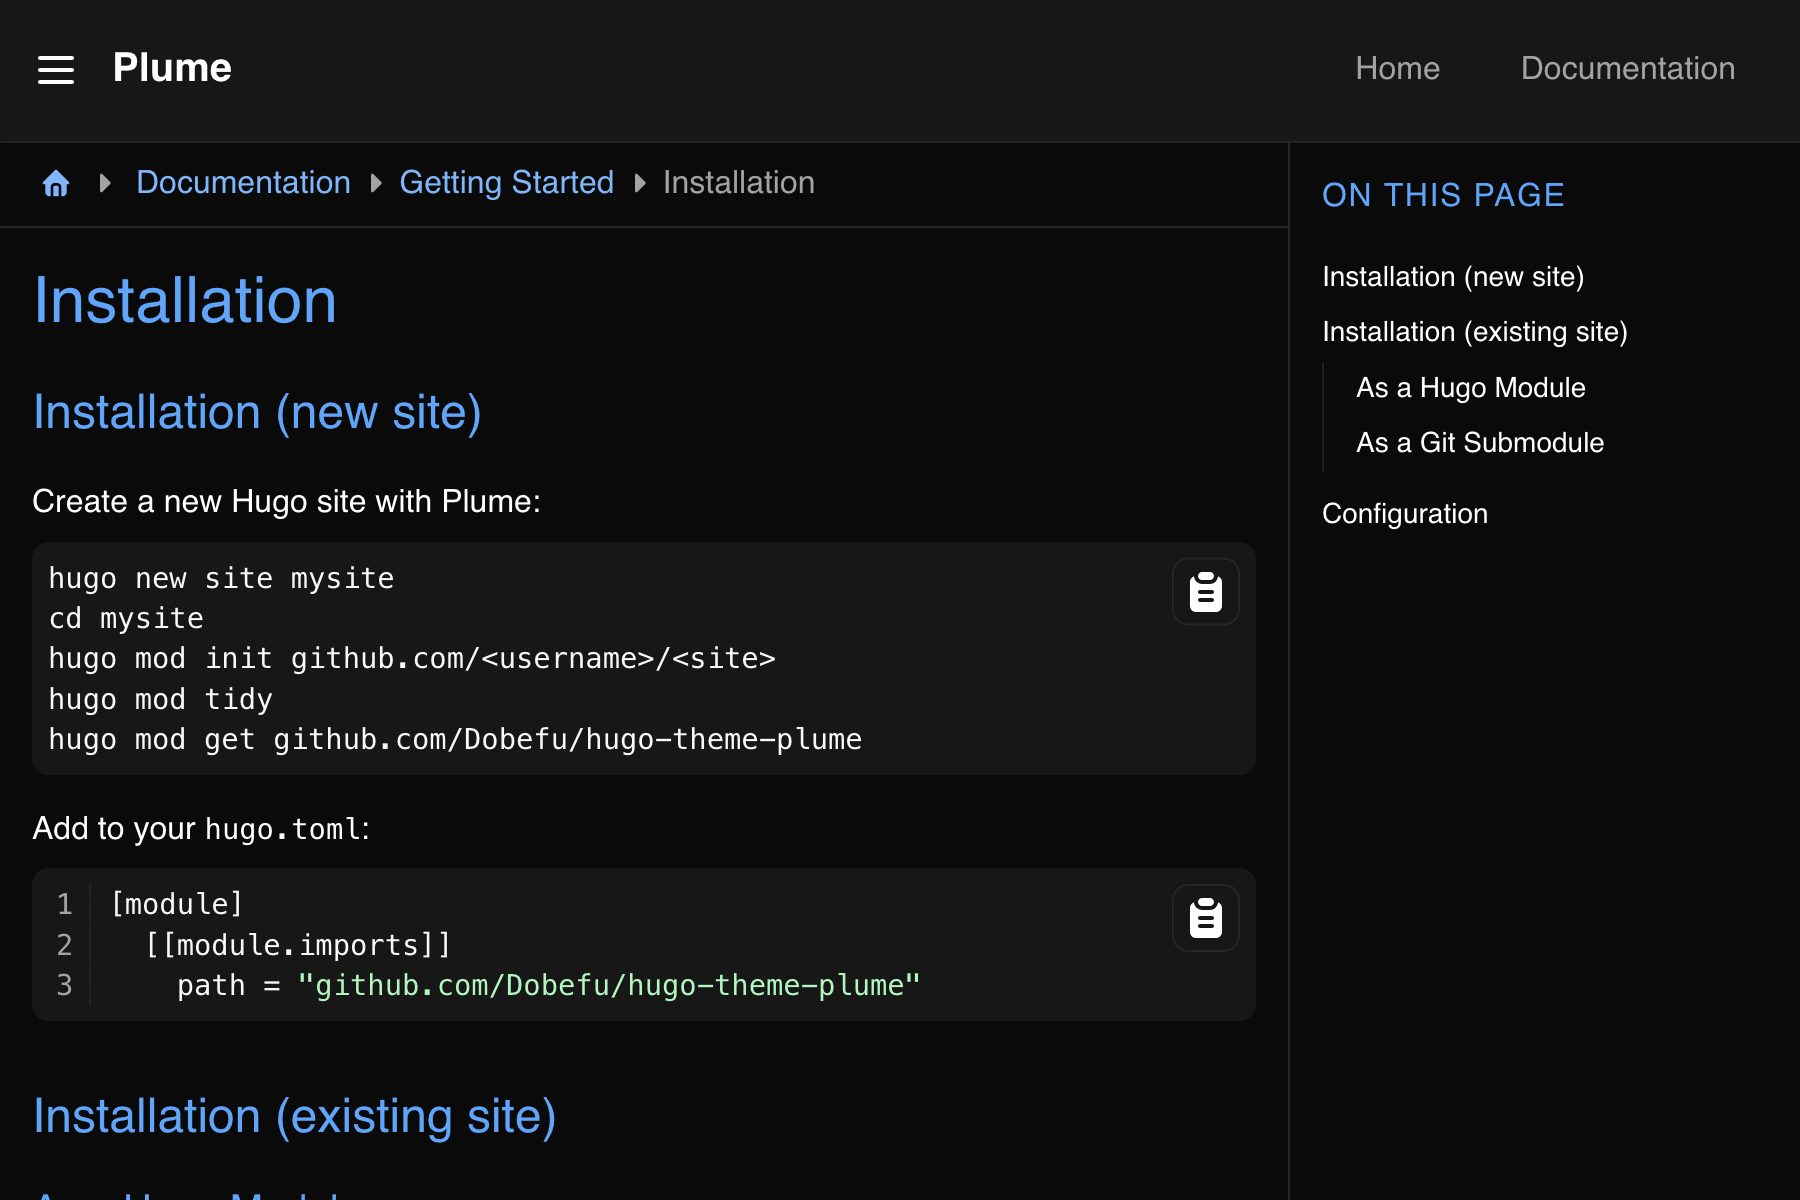 Plume
Home
Documentation
Documentation
Getting Started
Installation
ON THIS PAGE
Installation (new site)
Installation (existing site)
As a Hugo Module
As a Git Submodule
Configuration
Installation
Installation (new site)
Create a new Hugo site with Plume:
hugo new site mysite
cd mysite
hugo mod init github.com/<username>/<site>
hugo mod tidy
hugo mod get github.com/Dobefu/hugo-theme-plume
Add to your hugo.toml:
1 [module]
2   [[module.imports]]
3     path = "github.com/Dobefu/hugo-theme-plume"
Installation (existing site)